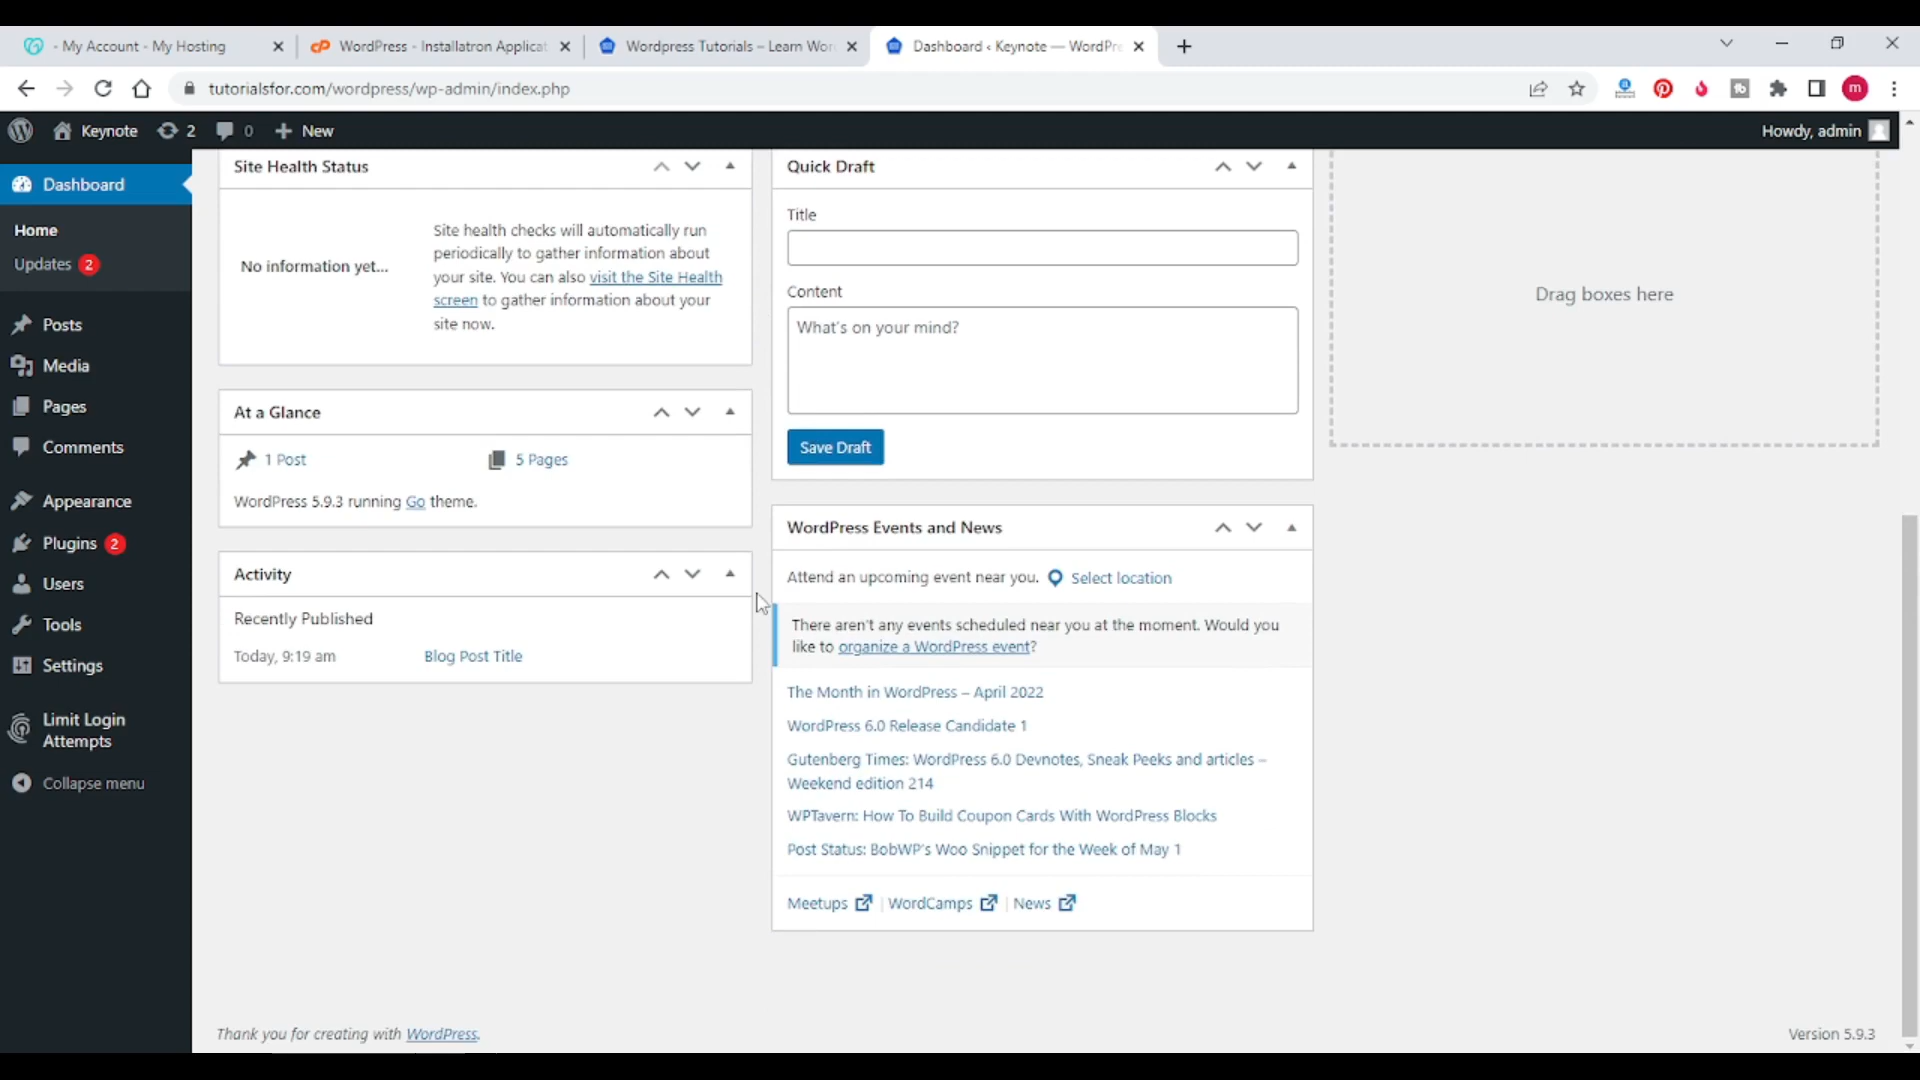 - My Account - My Hosting
WordPress - Installatron Applicat
Wordpress Tutorials – Learn Wor
Dashboard ‹ Keynote — WordPre
tutorialsfor.com/wordpress/wp-admin/index.php
m
Keynote
2
0
New
Howdy, admin
Dashboard
Home
Updates 2
Posts
Media
Pages
Comments
Appearance
Plugins 2
Users
Tools
Settings
Limit Login
Attempts
Collapse menu
Site Health Status
No information yet...
Site health checks will automatically run
periodically to gather information about
your site. You can also visit the Site Health
screen to gather information about your
site now.
At a Glance
1 Post
5 Pages
WordPress 5.9.3 running Go theme.
Activity
Recently Published
Today, 9:19 am
Blog Post Title
Quick Draft
Title
Content
What's on your mind?
Save Draft
WordPress Events and News
Attend an upcoming event near you. Select location
There aren't any events scheduled near you at the moment. Would you
like to organize a WordPress event?
The Month in WordPress – April 2022
WordPress 6.0 Release Candidate 1
Gutenberg Times: WordPress 6.0 Devnotes, Sneak Peeks and articles –
Weekend edition 214
WPTavern: How To Build Coupon Cards With WordPress Blocks
Post Status: BobWP's Woo Snippet for the Week of May 1
Meetups | WordCamps | News
Drag boxes here
Thank you for creating with WordPress.
Version 5.9.3